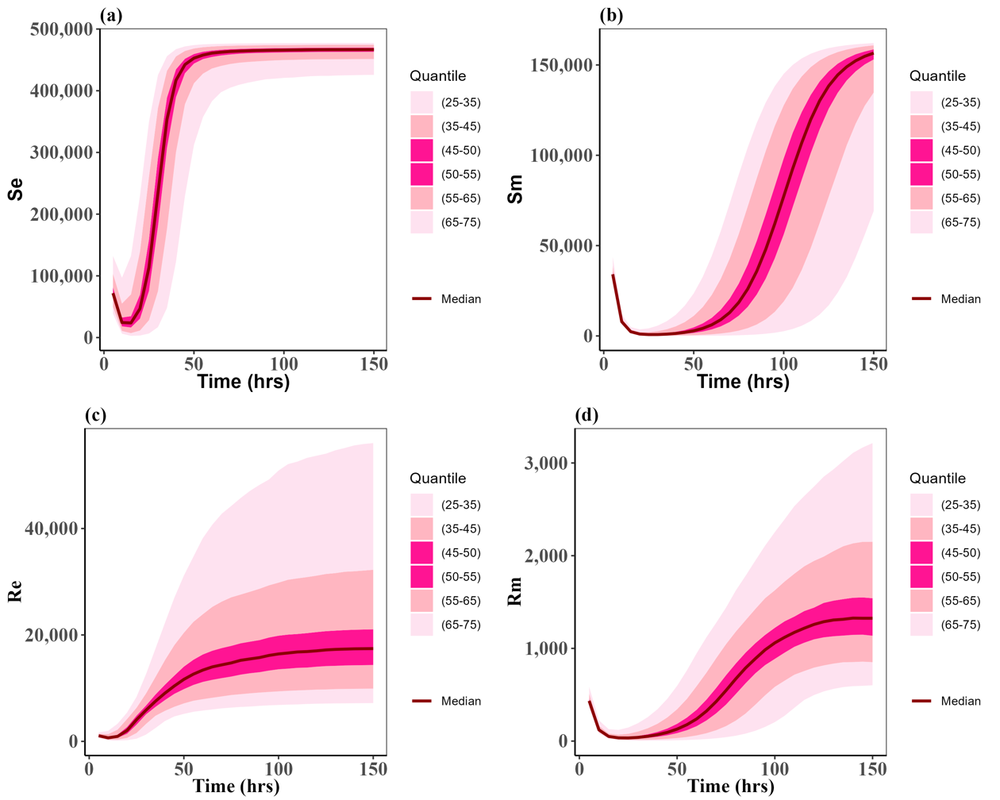 (a)
500,000
400,000
300,000
200,000
100,000
0
Se
0 50 100 150
Time (hrs)
Quantile
(25-35)
(35-45)
(45-50)
(50-55)
(55-65)
(65-75)
Median
(b)
150,000
100,000
50,000
0
Sm
0 50 100 150
Time (hrs)
Quantile
(25-35)
(35-45)
(45-50)
(50-55)
(55-65)
(65-75)
Median
(c)
40,000
20,000
0
Re
0 50 100 150
Time (hrs)
Quantile
(25-35)
(35-45)
(45-50)
(50-55)
(55-65)
(65-75)
Median
(d)
3,000
2,000
1,000
0
Rm
0 50 100 150
Time (hrs)
Quantile
(25-35)
(35-45)
(45-50)
(50-55)
(55-65)
(65-75)
Median